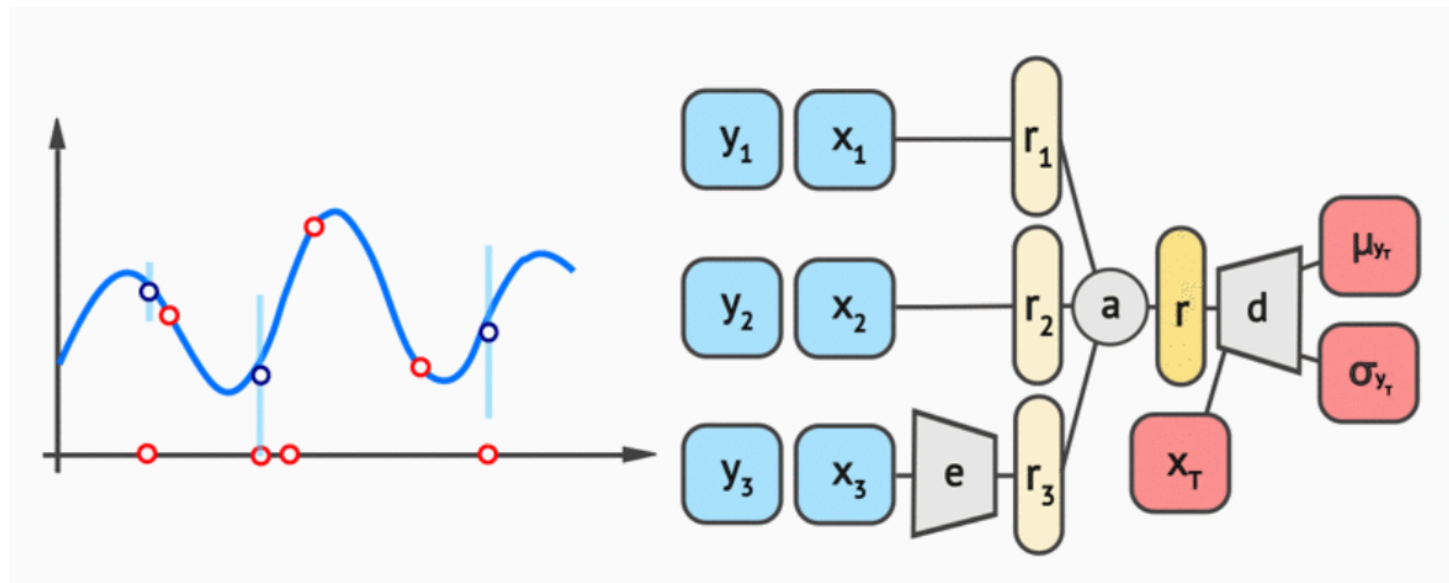 y1 x1 r1
y2 x2 r2 a r d μyT
σyT
y3 x3 e r3 xT